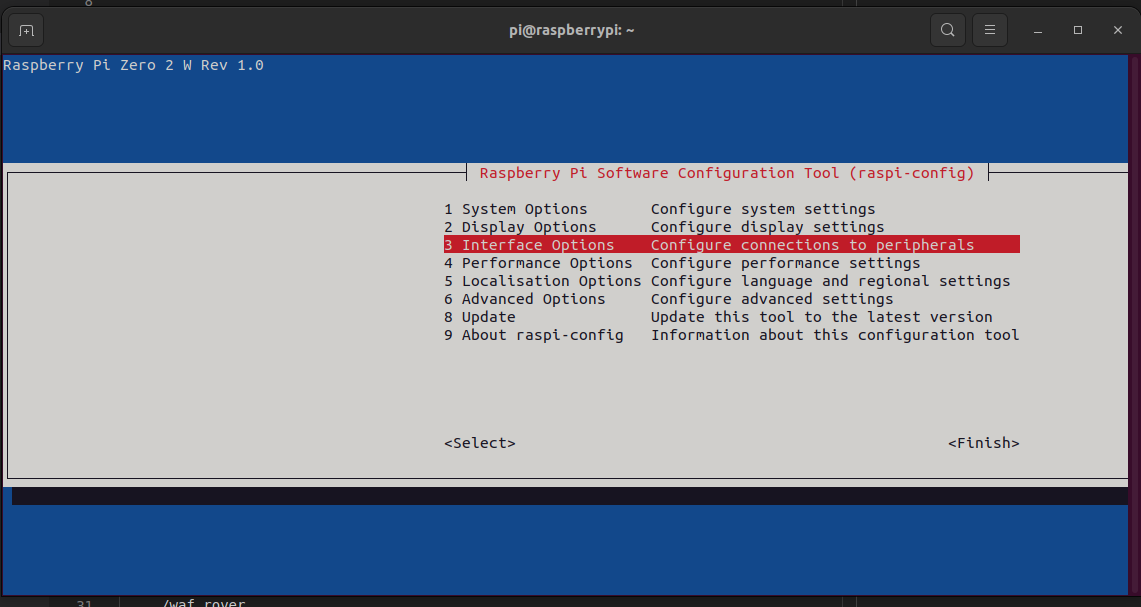 pi@raspberrypi: ~
Raspberry Pi Zero 2 W Rev 1.0
Raspberry Pi Software Configuration Tool (raspi-config)
1 System Options Configure system settings
2 Display Options Configure display settings
3 Interface Options Configure connections to peripherals
4 Performance Options Configure performance settings
5 Localisation Options Configure language and regional settings
6 Advanced Options Configure advanced settings
8 Update Update this tool to the latest version
9 About raspi-config Information about this configuration tool
<Select> <Finish>
31 /waf rover